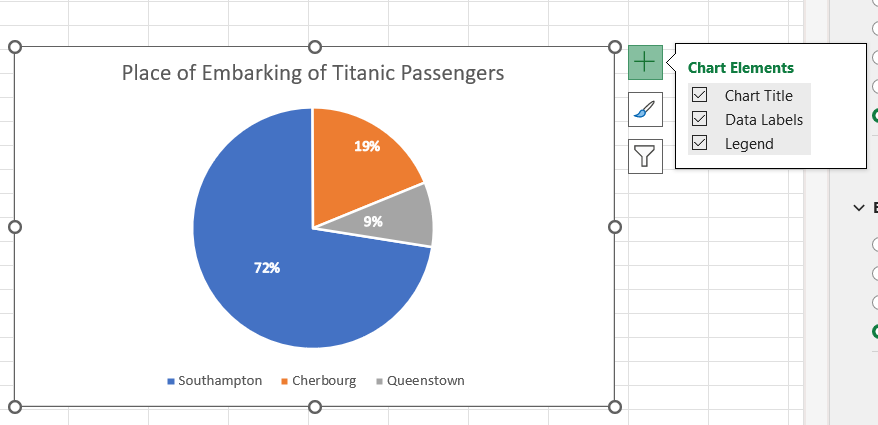 Place of Embarking of Titanic Passengers
19%
9%
72%
Southampton Cherbourg Queenstown
Chart Elements
Chart Title
Data Labels
Legend